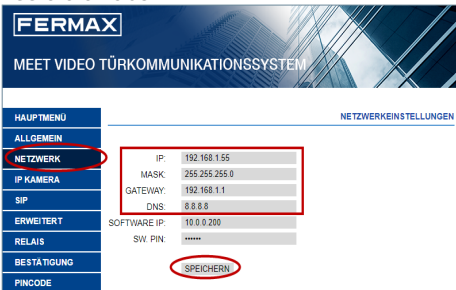 FERMAX
MEET VIDEO TÜRKOMMUNIKATIONSSYSTEM
HAUPTMENÜ
NETZWERKEINSTELLUNGEN
ALLGEMEIN
NETZWERK
IP KAMERA
SIP
ERWEITERT
RELAIS
BESTÄTIGUNG
PINCODE
IP: 192.168.1.55
MASK: 255.255.255.0
GATEWAY: 192.168.1.1
DNS: 8.8.8.8
SOFTWARE IP: 10.0.0.200
SW. PIN: ••••••
SPEICHERN